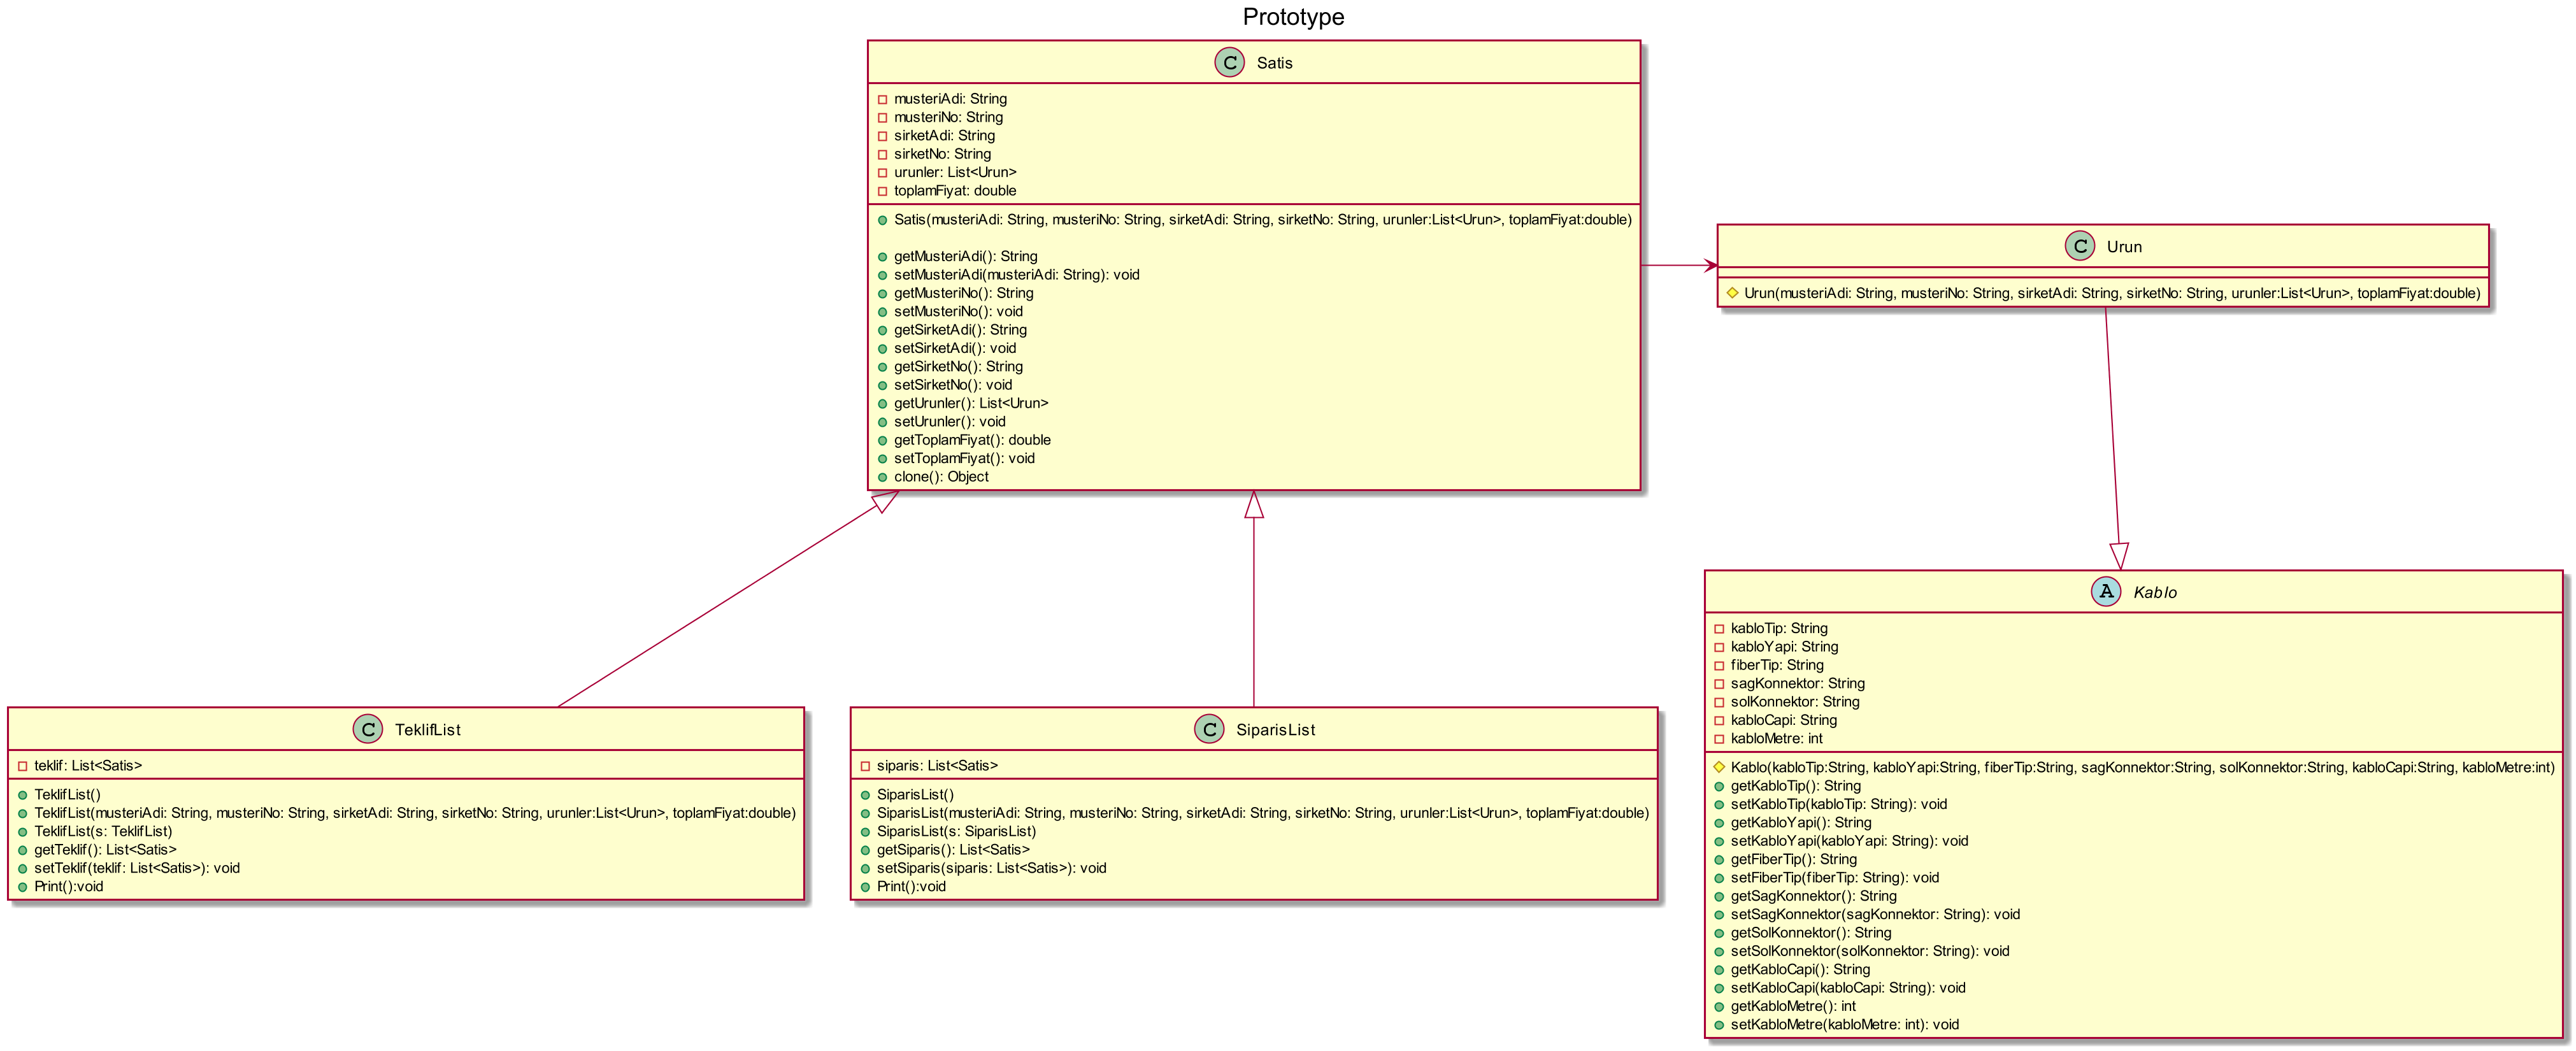 Prototype
C Satis
musteriAdi: String
musteriNo: String
sirketAdi: String
sirketNo: String
urunler: List<Urun>
toplamFiyat: double
Satis(musteriAdi: String, musteriNo: String, sirketAdi: String, sirketNo: String, urunler:List<Urun>, toplamFiyat:double)
getMusteriAdi(): String
setMusteriAdi(musteriAdi: String): void
getMusteriNo(): String
setMusteriNo(): void
getSirketAdi(): String
setSirketAdi(): void
getSirketNo(): String
setSirketNo(): void
getUrunler(): List<Urun>
setUrunler(): void
getToplamFiyat(): double
setToplamFiyat(): void
clone(): Object
C Urun
Urun(musteriAdi: String, musteriNo: String, sirketAdi: String, sirketNo: String, urunler:List<Urun>, toplamFiyat:double)
C TeklifList
teklif: List<Satis>
TeklifList()
TeklifList(musteriAdi: String, musteriNo: String, sirketAdi: String, sirketNo: String, urunler:List<Urun>, toplamFiyat:double)
TeklifList(s: TeklifList)
getTeklif(): List<Satis>
setTeklif(teklif: List<Satis>): void
Print():void
C SiparisList
siparis: List<Satis>
SiparisList()
SiparisList(musteriAdi: String, musteriNo: String, sirketAdi: String, sirketNo: String, urunler:List<Urun>, toplamFiyat:double)
SiparisList(s: SiparisList)
getSiparis(): List<Satis>
setSiparis(siparis: List<Satis>): void
Print():void
A Kablo
kabloTip: String
kabloYapi: String
fiberTip: String
sagKonnektor: String
solKonnektor: String
kabloCapi: String
kabloMetre: int
Kablo(kabloTip:String, kabloYapi:String, fiberTip:String, sagKonnektor:String, solKonnektor:String, kabloCapi:String, kabloMetre:int)
getKabloTip(): String
setKabloTip(kabloTip: String): void
getKabloYapi(): String
setKabloYapi(kabloYapi: String): void
getFiberTip(): String
setFiberTip(fiberTip: String): void
getSagKonnektor(): String
setSagKonnektor(sagKonnektor: String): void
getSolKonnektor(): String
setSolKonnektor(solKonnektor: String): void
getKabloCapi(): String
setKabloCapi(kabloCapi: String): void
getKabloMetre(): int
setKabloMetre(kabloMetre: int): void